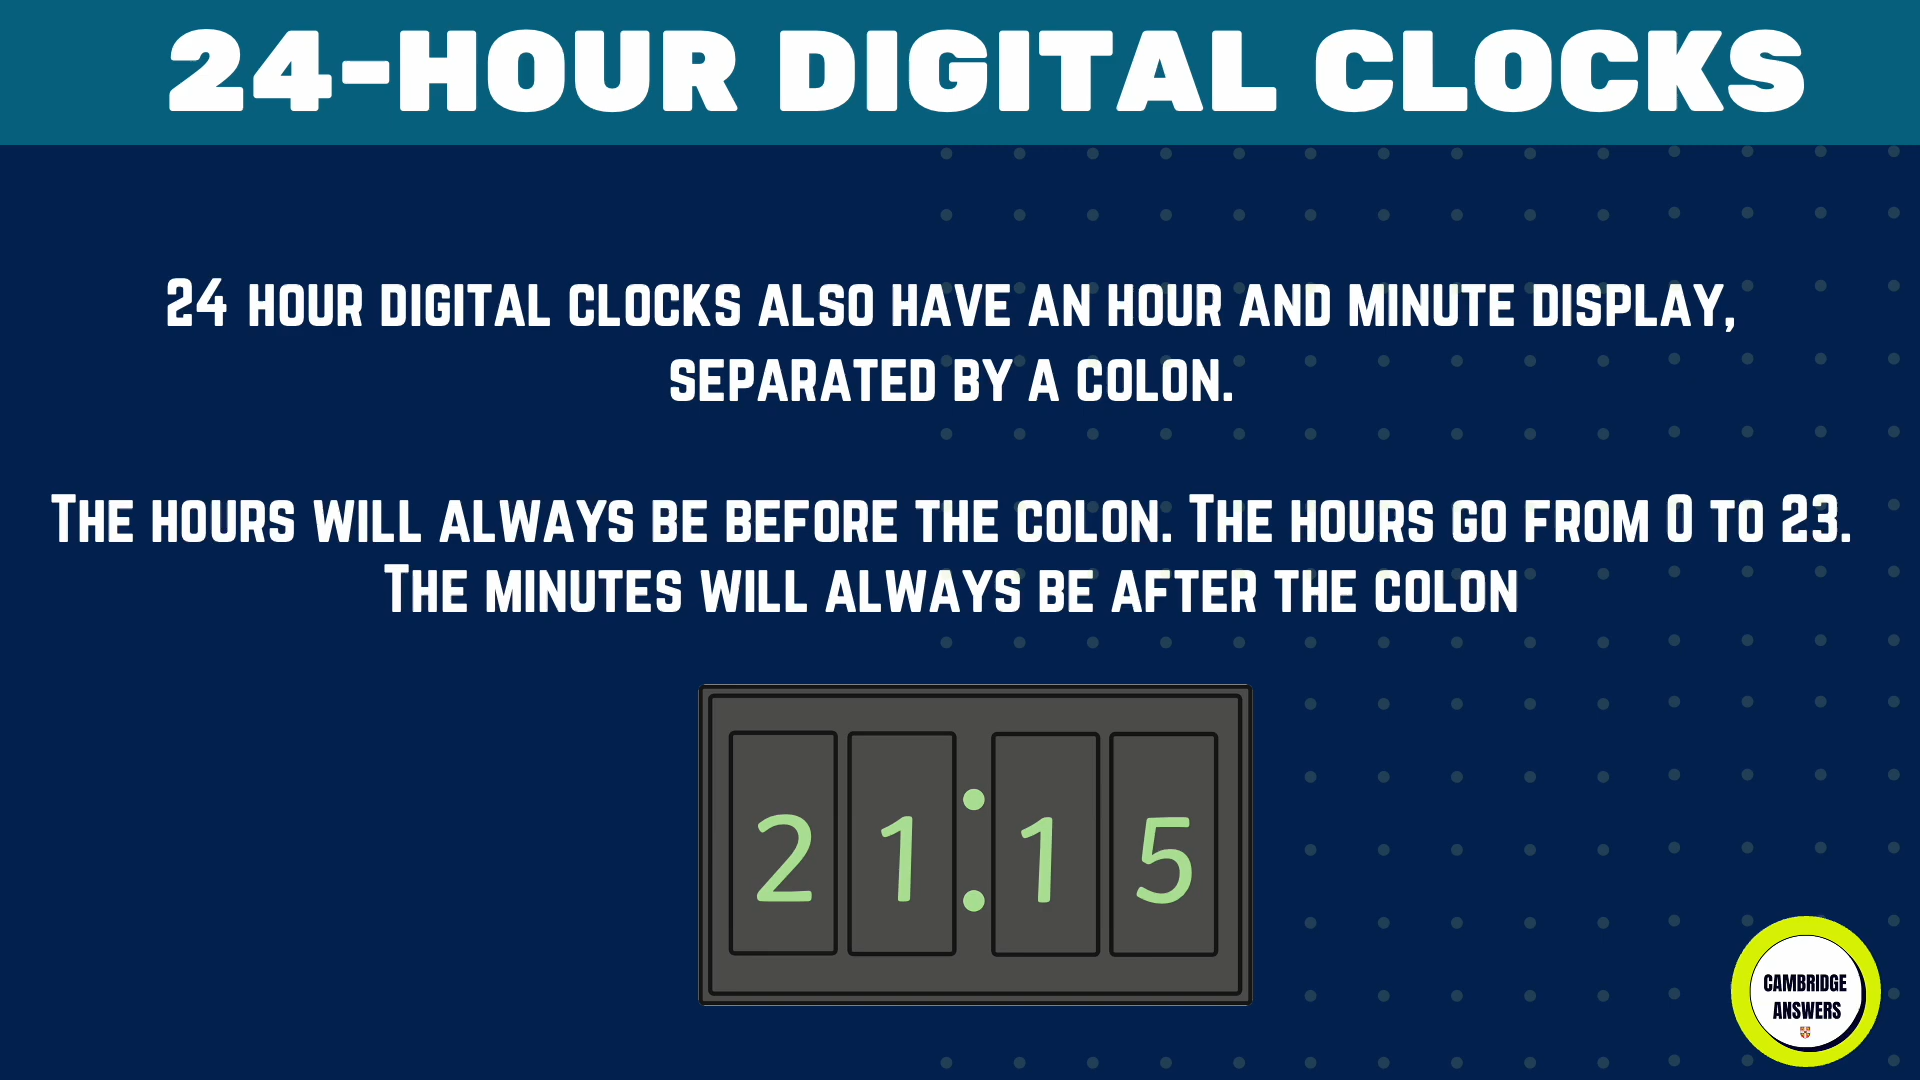 24-HOUR DIGITAL CLOCKS
24 HOUR DIGITAL CLOCKS ALSO HAVE AN HOUR AND MINUTE DISPLAY,
SEPARATED BY A COLON.
THE HOURS WILL ALWAYS BE BEFORE THE COLON. THE HOURS GO FROM 0 TO 23.
THE MINUTES WILL ALWAYS BE AFTER THE COLON
21:15
CAMBRIDGE
ANSWERS